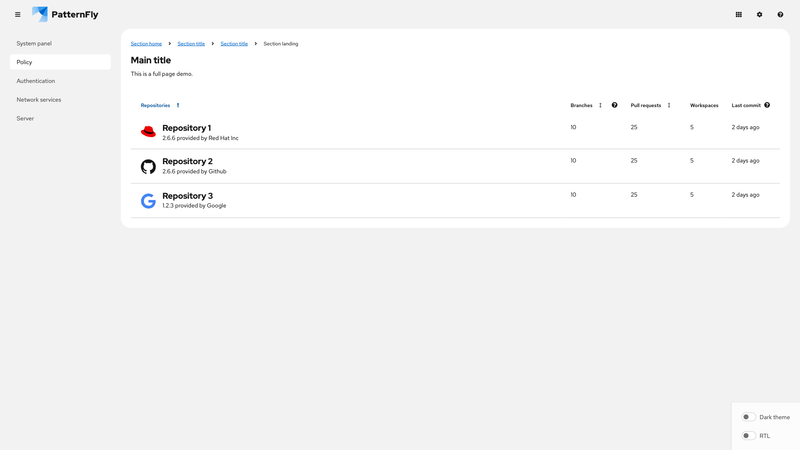 PatternFly
System panel
Policy
Authentication
Network services
Server
Section home Section title Section title Section landing
Main title
This is a full page demo.
Repositories Branches Pull requests Workspaces Last commit
Repository 1 10 25 5 2 days ago
2.6.6 provided by Red Hat Inc
Repository 2 10 25 5 2 days ago
2.6.6 provided by Github
Repository 3 10 25 5 2 days ago
1.2.3 provided by Google
Dark theme
RTL